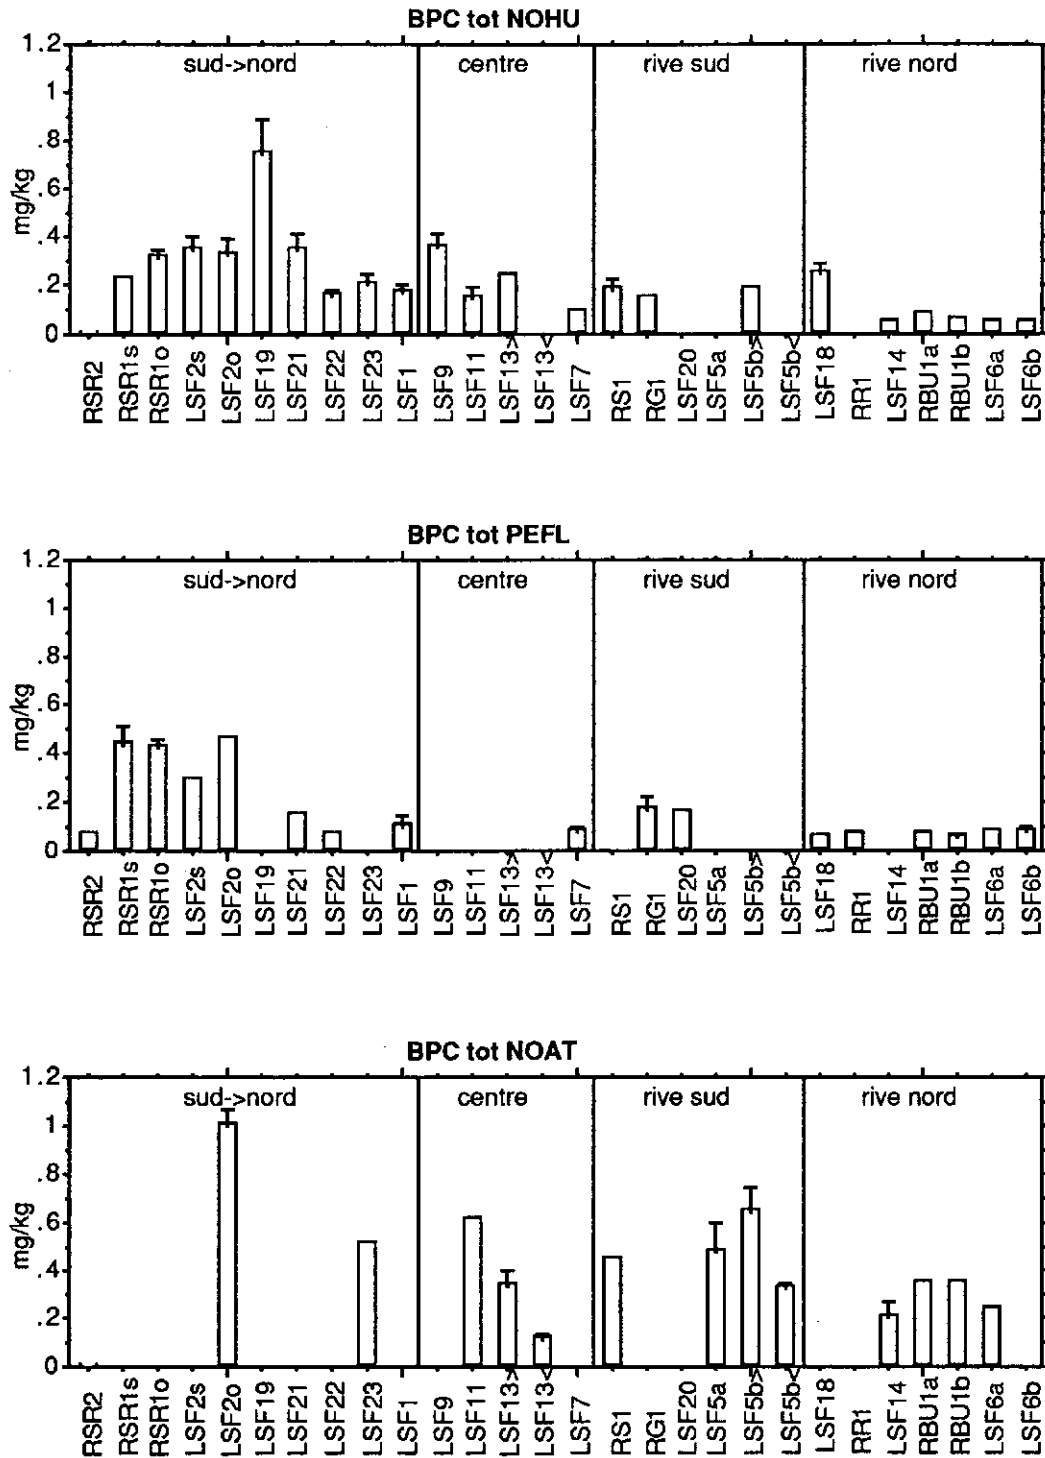 BPC tot NOHU
1.2
1
.8
.6
.4
.2
0
mg/kg
sud->nord
centre
rive sud
rive nord
RSR2
RSR1s
RSR1o
LSF2s
LSF2o
LSF19
LSF21
LSF22
LSF23
LSF1
LSF9
LSF11
LSF13>
LSF13<
LSF7
RS1
RG1
LSF20
LSF5a
LSF5b>
LSF5b<
LSF18
RR1
LSF14
RBU1a
RBU1b
LSF6a
LSF6b
BPC tot PEFL
1.2
1
.8
.6
.4
.2
0
mg/kg
sud->nord
centre
rive sud
rive nord
RSR2
RSR1s
RSR1o
LSF2s
LSF2o
LSF19
LSF21
LSF22
LSF23
LSF1
LSF9
LSF11
LSF13>
LSF13<
LSF7
RS1
RG1
LSF20
LSF5a
LSF5b>
LSF5b<
LSF18
RR1
LSF14
RBU1a
RBU1b
LSF6a
LSF6b
BPC tot NOAT
1.2
1
.8
.6
.4
.2
0
mg/kg
sud->nord
centre
rive sud
rive nord
RSR2
RSR1s
RSR1o
LSF2s
LSF2o
LSF19
LSF21
LSF22
LSF23
LSF1
LSF9
LSF11
LSF13>
LSF13<
LSF7
RS1
RG1
LSF20
LSF5a
LSF5b>
LSF5b<
LSF18
RR1
LSF14
RBU1a
RBU1b
LSF6a
LSF6b